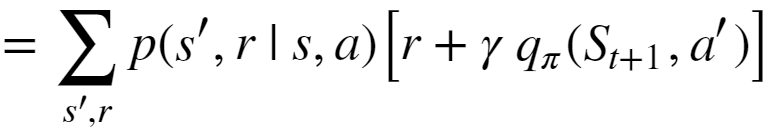 = ∑_{s′,r} p(s′, r | s, a)[r + γ q_π(S_{t+1}, a′)]